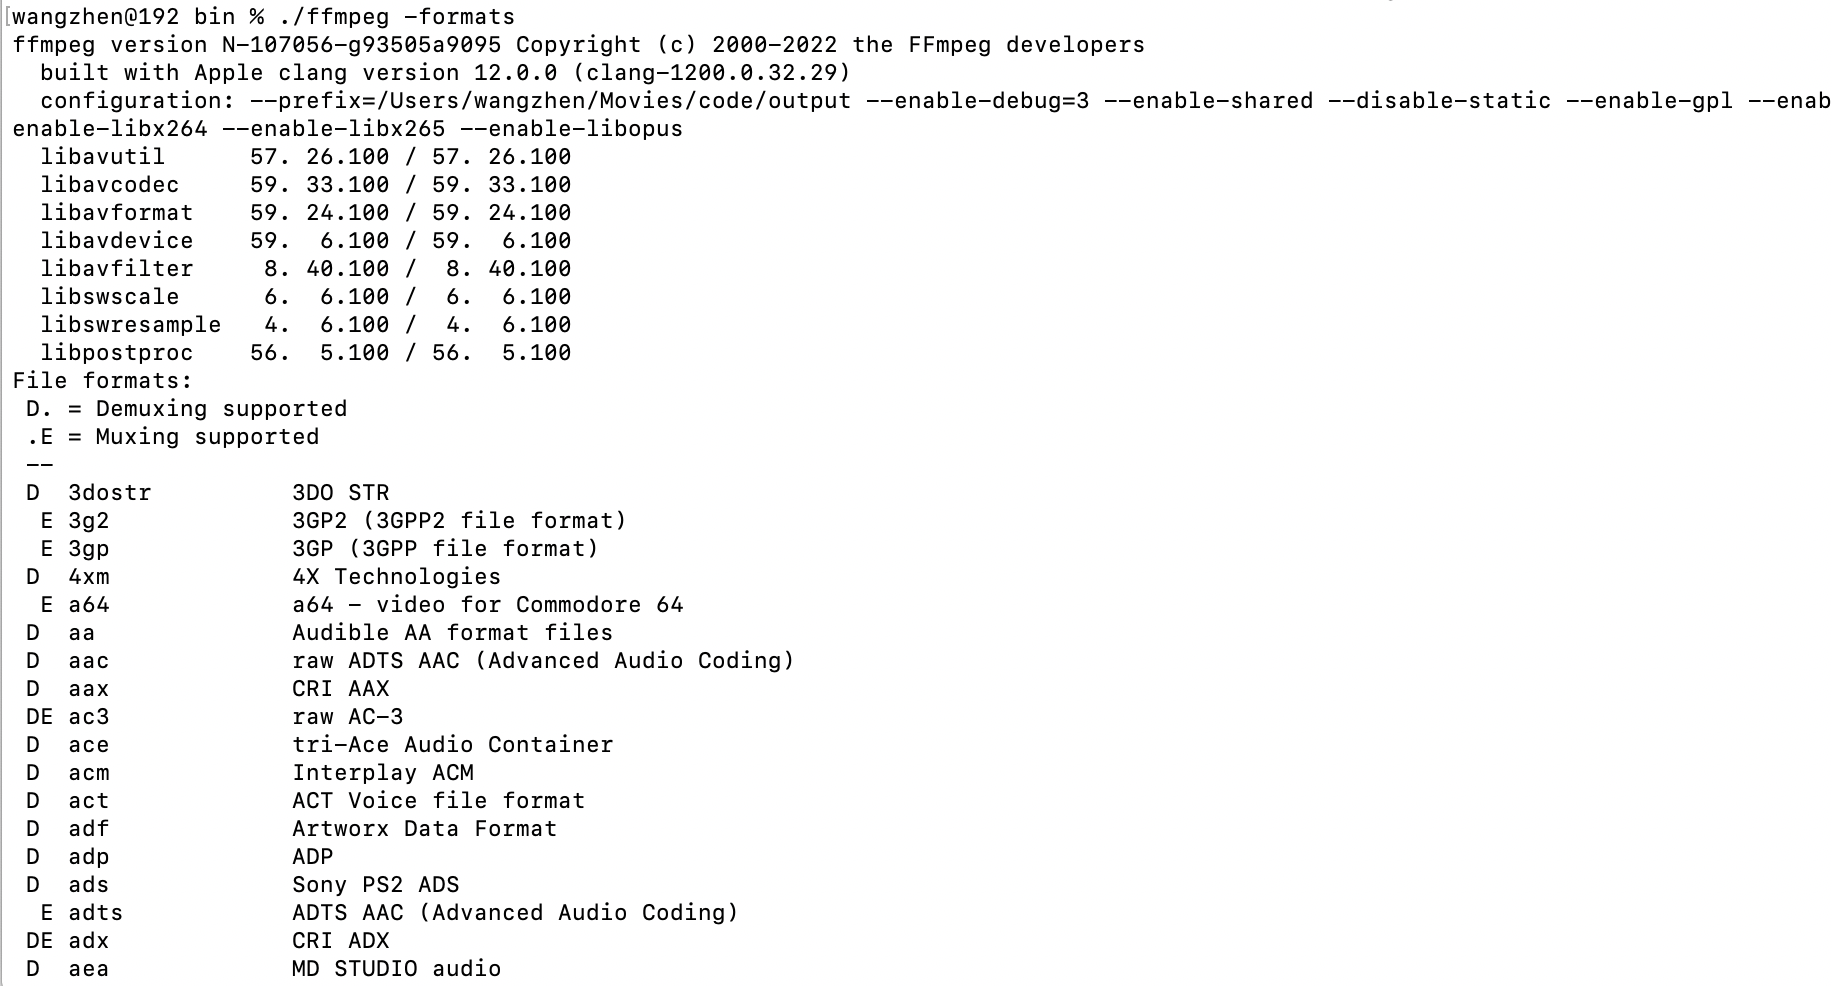 [wangzhen@192 bin % ./ffmpeg -formats
ffmpeg version N-107056-g93505a9095 Copyright (c) 2000-2022 the FFmpeg developers
  built with Apple clang version 12.0.0 (clang-1200.0.32.29)
  configuration: --prefix=/Users/wangzhen/Movies/code/output --enable-debug=3 --enable-shared --disable-static --enable-gpl --enab
enable-libx264 --enable-libx265 --enable-libopus
  libavutil      57. 26.100 / 57. 26.100
  libavcodec     59. 33.100 / 59. 33.100
  libavformat    59. 24.100 / 59. 24.100
  libavdevice    59.  6.100 / 59.  6.100
  libavfilter     8. 40.100 /  8. 40.100
  libswscale      6.  6.100 /  6.  6.100
  libswresample   4.  6.100 /  4.  6.100
  libpostproc    56.  5.100 / 56.  5.100
File formats:
 D. = Demuxing supported
 .E = Muxing supported
 --
 D  3dostr          3DO STR
  E 3g2             3GP2 (3GPP2 file format)
  E 3gp             3GP (3GPP file format)
 D  4xm             4X Technologies
  E a64             a64 - video for Commodore 64
 D  aa              Audible AA format files
 D  aac             raw ADTS AAC (Advanced Audio Coding)
 D  aax             CRI AAX
 DE ac3             raw AC-3
 D  ace             tri-Ace Audio Container
 D  acm             Interplay ACM
 D  act             ACT Voice file format
 D  adf             Artworx Data Format
 D  adp             ADP
 D  ads             Sony PS2 ADS
  E adts            ADTS AAC (Advanced Audio Coding)
 DE adx             CRI ADX
 D  aea             MD STUDIO audio